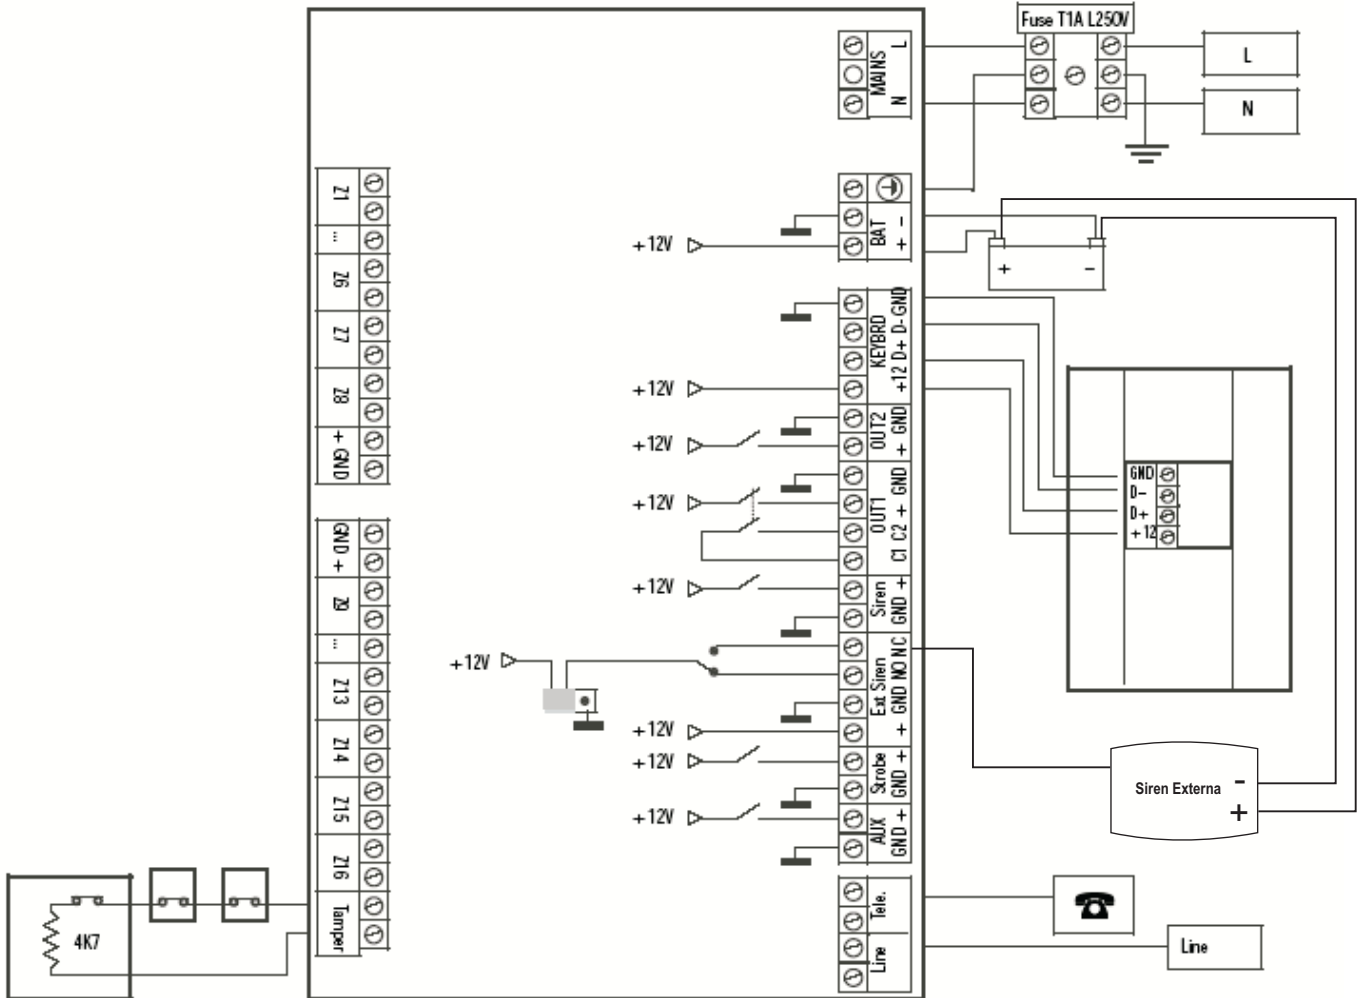 Fuse T1A L250V
L
N
MAINS
L
N
BAT
-
+
+12V
+
-
KEYBRD
+12 D+ D- GND
+12V
OUT2
+ GND
+12V
OUT1
C1 C2 + GND
+12V
Siren
GND +
+12V
Ext Siren
+ GND NO NC
+12V
+12V
Strobe
GND +
+12V
AUX
GND +
+12V
Tele.
Line
Z1
...
Z6
Z7
Z8
+ GND
GND +
Z9
...
Z13
Z14
Z15
Z16
Tamper
4K7
GND
D-
D+
+12
Siren Externa
-
+
Line